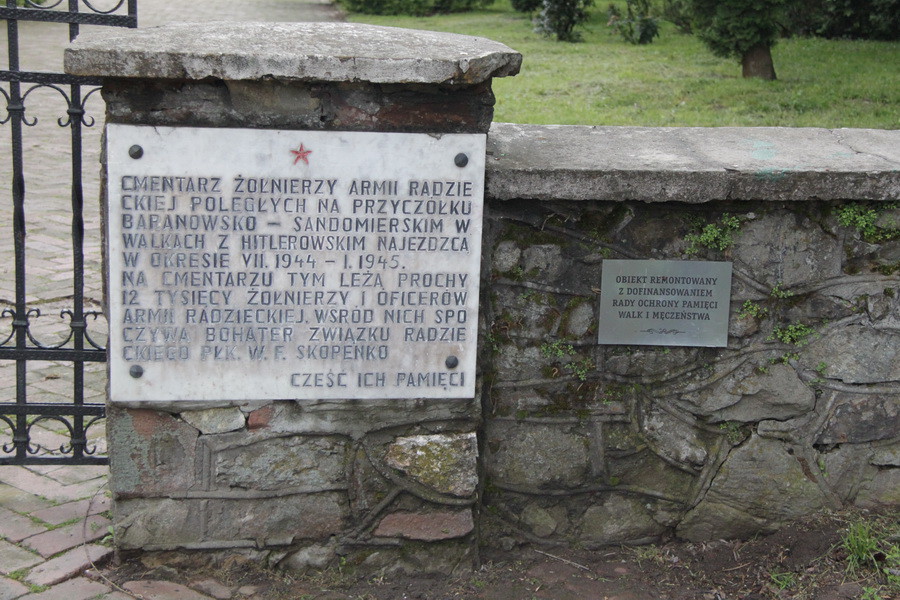 CMENTARZ ŻOŁNIERZY ARMII RADZIE
CKIEJ POLEGŁYCH NA PRZYCZÓŁKU
BARANOWSKO – SANDOMIERSKIM W
WALKACH Z HITLEROWSKIM NAJEZDZCĄ
W OKRESIE VII. 1944 – I. 1945.
NA CMENTARZU TYM LEŻĄ PROCHY
12 TYSIĘCY ŻOŁNIERZY I OFICERÓW
ARMII RADZIECKIEJ. WŚRÓD NICH SPO
CZYWA BOHATER ZWIĄZKU RADZIE
CKIEGO PŁK. W. F. SKOPENKO
CZEŚĆ ICH PAMIĘCI
OBIEKT REMONTOWANY
Z DOFINANSOWANIEM
RADY OCHRONY PAMIĘCI
WALK I MĘCZEŃSTWA